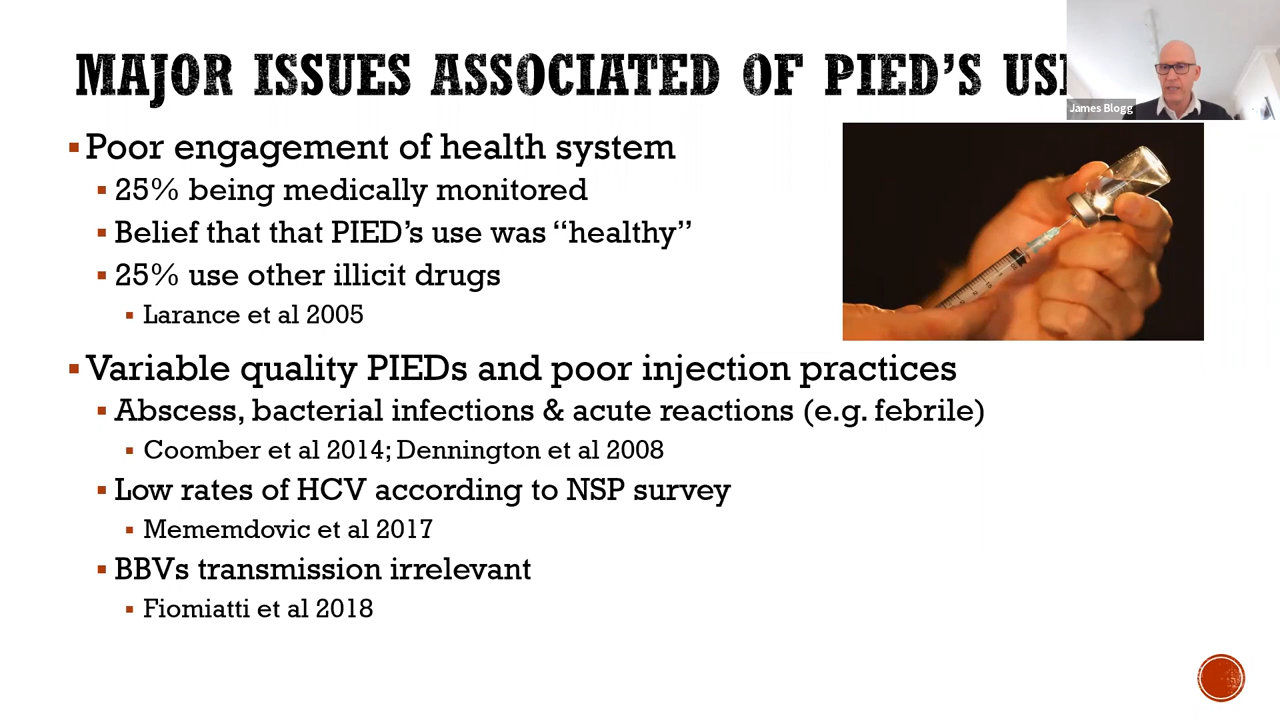 MAJOR ISSUES ASSOCIATED OF PIED'S
James Blogg
Poor engagement of health system
25% being medically monitored
Belief that that PIED's use was “healthy”
25% use other illicit drugs
Larance et al 2005
Variable quality PIEDs and poor injection practices
Abscess, bacterial infections & acute reactions (e.g. febrile)
Coomber et al 2014; Dennington et al 2008
Low rates of HCV according to NSP survey
Mememdovic et al 2017
BBVs transmission irrelevant
Fiomiatti et al 2018